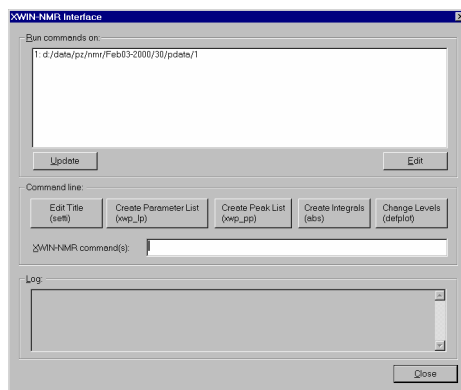 XWIN-NMR Interface
Run commands on:
1: d:/data/pz/nmr/Feb03-2000/30/pdata/1
Update
Edit
Command line:
Edit Title
(setti)
Create Parameter List
(xwp_lp)
Create Peak List
(xwp_pp)
Create Integrals
(abs)
Change Levels
(defplot)
XWIN-NMR command(s):
Log:
Close